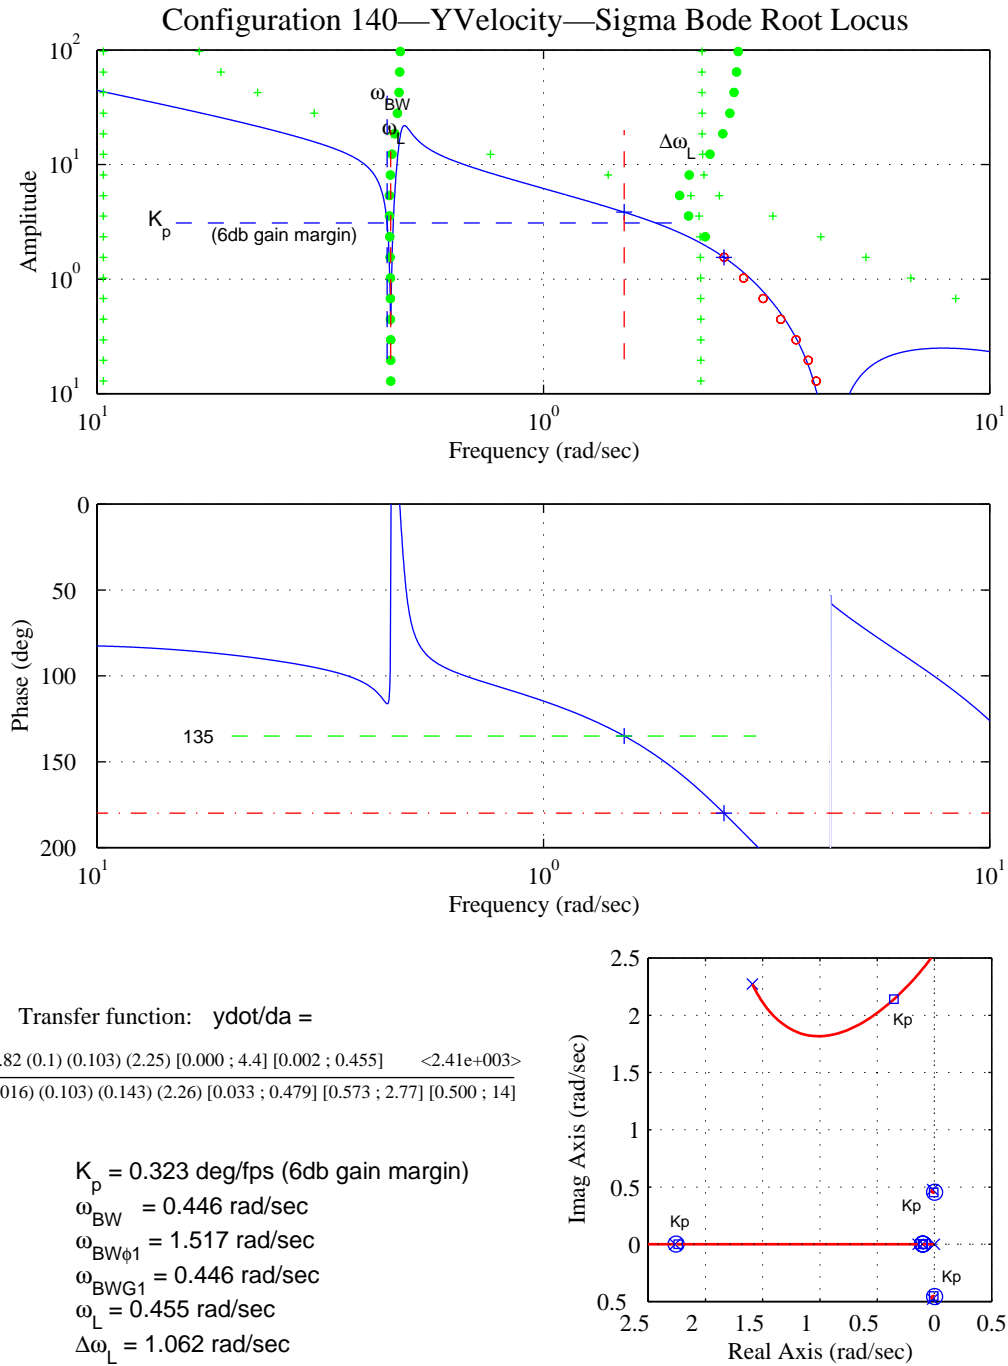 Configuration 140—YVelocity—Sigma Bode Root Locus
10²
10¹
10⁰
10¹
Amplitude
ω_BW
ω_L
Δω_L
K_p
(6db gain margin)
10¹
10⁰
10¹
Frequency (rad/sec)
0
50
100
150
200
Phase (deg)
135
10¹
10⁰
10¹
Frequency (rad/sec)
Transfer function: ydot/da =
.82 (0.1) (0.103) (2.25) [0.000 ; 4.4] [0.002 ; 0.455] <2.41e+003>
016) (0.103) (0.143) (2.26) [0.033 ; 0.479] [0.573 ; 2.77] [0.500 ; 14]
K_p = 0.323 deg/fps (6db gain margin)
ω_BW = 0.446 rad/sec
ω_BWϕ1 = 1.517 rad/sec
ω_BWG1 = 0.446 rad/sec
ω_L = 0.455 rad/sec
Δω_L = 1.062 rad/sec
2.5
2
1.5
1
0.5
0
0.5
Imag Axis (rad/sec)
Kp
Kp
Kp
Kp
2.5 2 1.5 1 0.5 0 0.5
Real Axis (rad/sec)